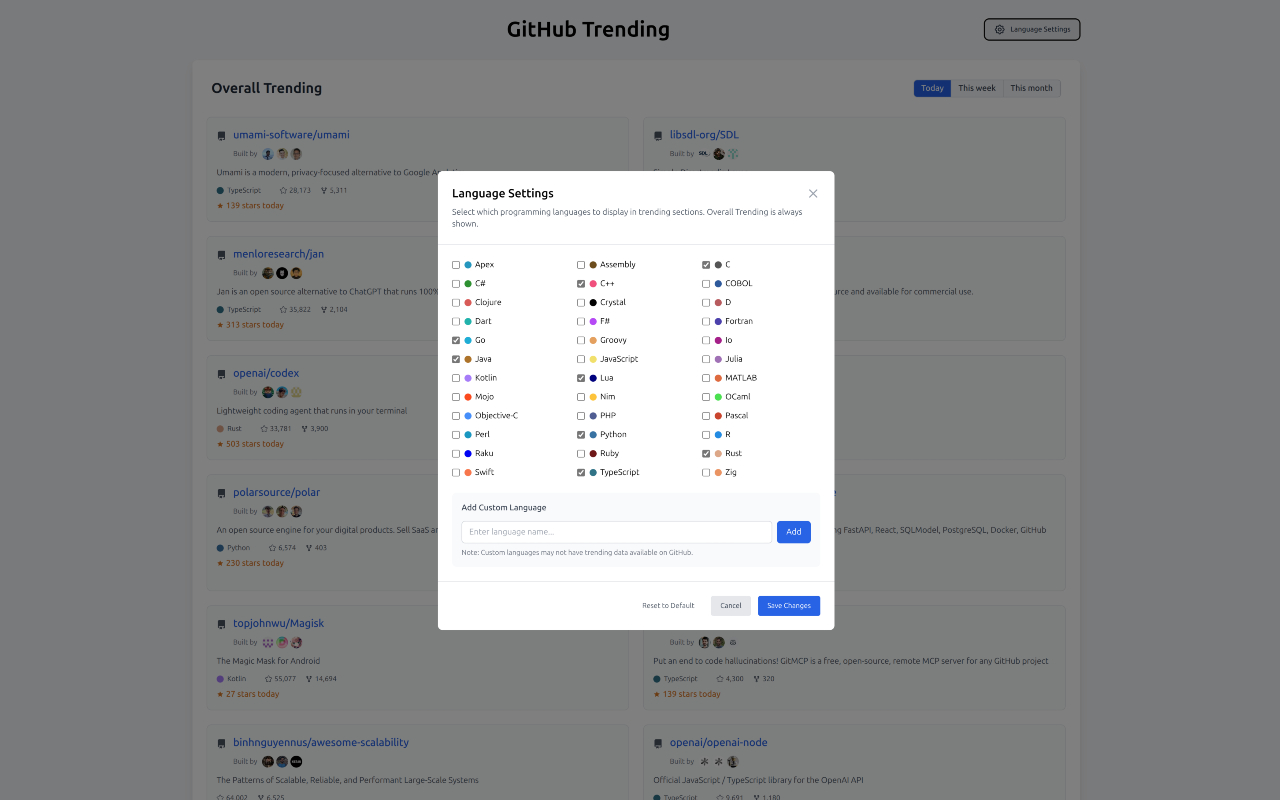 GitHub Trending
Language Settings
Overall Trending
Today
This week
This month
umami-software/umami
Built by
Umami is a modern, privacy-focused alternative to Google
TypeScript 28,173 5,311
★ 139 stars today
libsdl-org/SDL
Built by
SDL
menloresearch/jan
Built by
Jan is an open source alternative to ChatGPT that runs 100%
TypeScript 35,822 2,104
★ 313 stars today
and available for commercial use.
openai/codex
Built by
Lightweight coding agent that runs in your terminal
Rust 33,781 3,900
★ 503 stars today
polarsource/polar
Built by
An open source engine for your digital products. Sell SaaS
Python 6,574 403
★ 230 stars today
FastAPI, React, SQLModel, PostgreSQL, Docker, GitHub
topjohnwu/Magisk
Built by
The Magic Mask for Android
Kotlin 55,077 14,694
★ 27 stars today
Built by
Put an end to code hallucinations! GitMCP is a free, open-source, remote MCP server for any GitHub project
TypeScript 4,300 320
★ 139 stars today
binhnguyennus/awesome-scalability
Built by
The Patterns of Scalable, Reliable, and Performant Large-Scale Systems
64,002 6,525
openai/openai-node
Built by
Official JavaScript / TypeScript library for the OpenAI API
TypeScript 9,691 1,180
Language Settings
Select which programming languages to display in trending sections. Overall Trending is always
shown.
Apex Assembly C
C# C++ COBOL
Clojure Crystal D
Dart F# Fortran
Go Groovy Io
Java JavaScript Julia
Kotlin Lua MATLAB
Mojo Nim OCaml
Objective-C PHP Pascal
Perl Python R
Raku Ruby Rust
Swift TypeScript Zig
Add Custom Language
Enter language name...
Add
Note: Custom languages may not have trending data available on GitHub.
Reset to Default
Cancel
Save Changes